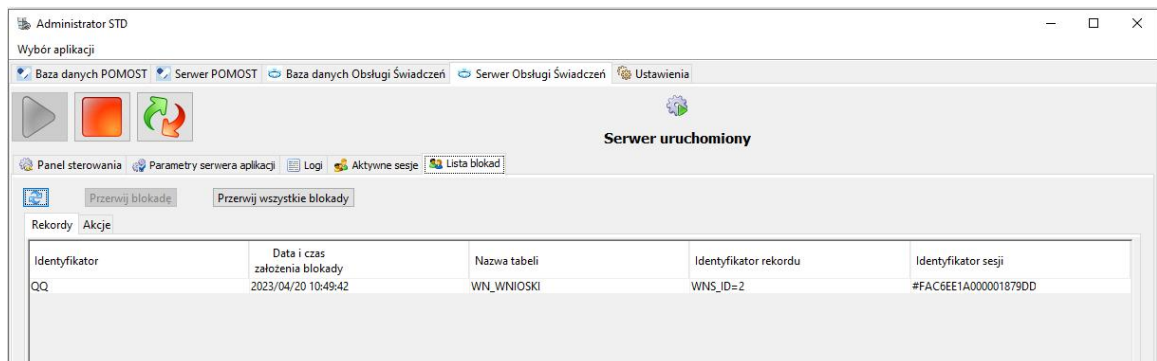 Administrator STD
Wybór aplikacji
Baza danych POMOST Serwer POMOST Baza danych Obsługi Świadczeń Serwer Obsługi Świadczeń Ustawienia
Serwer uruchomiony
Panel sterowania Parametry serwera aplikacji Logi Aktywne sesje Lista blokad
Przerwij blokadę Przerwij wszystkie blokady
Rekordy Akcje
Identyfikator Data i czas założenia blokady Nazwa tabeli Identyfikator rekordu Identyfikator sesji
QQ 2023/04/20 10:49:42 WN_WNIOSKI WNS_ID=2 #FAC6EE1A000001879DD